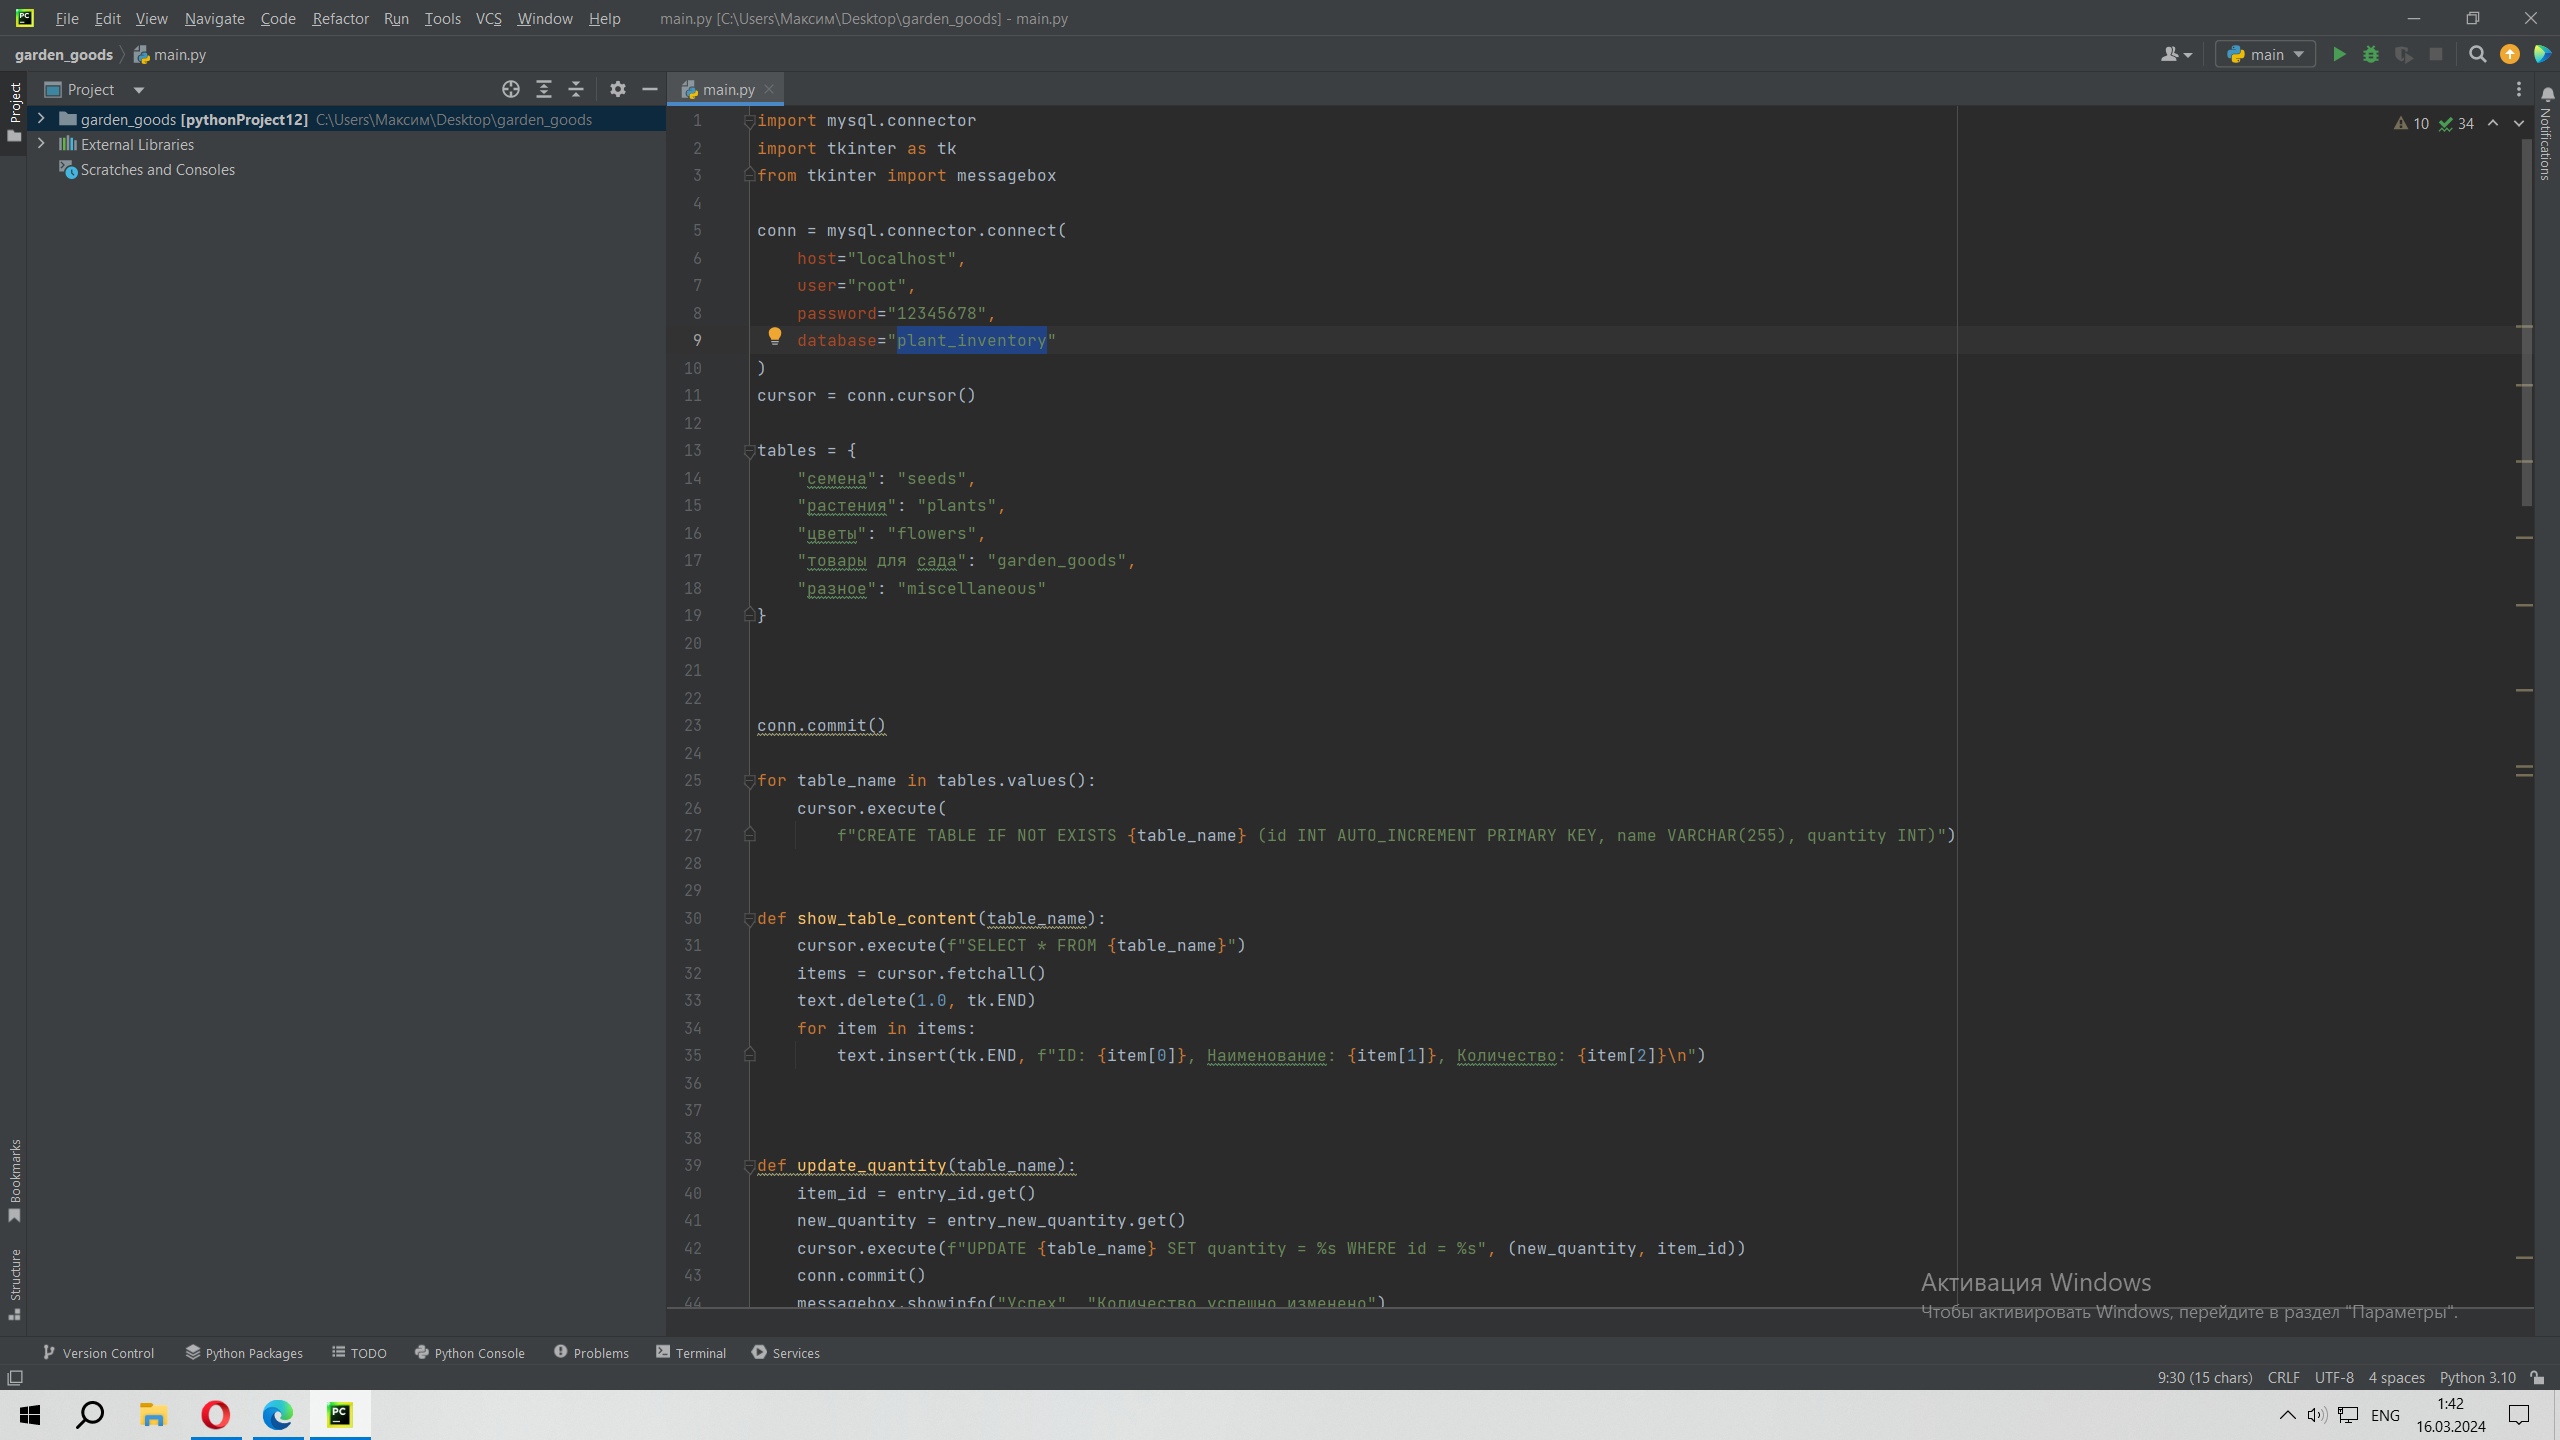 File Edit View Navigate Code Refactor Run Tools VCS Window Help main.py [C:\Users\Максим\Desktop\garden_goods] - main.py
garden_goods main.py main
Project
main.py
Project
garden_goods [pythonProject12] C:\Users\Максим\Desktop\garden_goods
External Libraries
Scratches and Consoles
10 34
Notifications
1 import mysql.connector
2 import tkinter as tk
3 from tkinter import messagebox
4
5 conn = mysql.connector.connect(
6 host="localhost",
7 user="root",
8 password="12345678",
9 database="plant_inventory"
10 )
11 cursor = conn.cursor()
12
13 tables = {
14 "семена": "seeds",
15 "растения": "plants",
16 "цветы": "flowers",
17 "товары для сада": "garden_goods",
18 "разное": "miscellaneous"
19 }
20
21
22
23 conn.commit()
24
25 for table_name in tables.values():
26 cursor.execute(
27 f"CREATE TABLE IF NOT EXISTS {table_name} (id INT AUTO_INCREMENT PRIMARY KEY, name VARCHAR(255), quantity INT)")
28
29
30 def show_table_content(table_name):
31 cursor.execute(f"SELECT * FROM {table_name}")
32 items = cursor.fetchall()
33 text.delete(1.0, tk.END)
34 for item in items:
35 text.insert(tk.END, f"ID: {item[0]}, Наименование: {item[1]}, Количество: {item[2]}\n")
36
37
38
39 def update_quantity(table_name):
40 item_id = entry_id.get()
41 new_quantity = entry_new_quantity.get()
42 cursor.execute(f"UPDATE {table_name} SET quantity = %s WHERE id = %s", (new_quantity, item_id))
43 conn.commit()
44 messagebox.showinfo("Успех", "Количество успешно изменено")
Bookmarks
Structure
Активация Windows
Чтобы активировать Windows, перейдите в раздел "Параметры".
Version Control Python Packages TODO Python Console Problems Terminal Services
9:30 (15 chars) CRLF UTF-8 4 spaces Python 3.10
ENG
1:42
16.03.2024